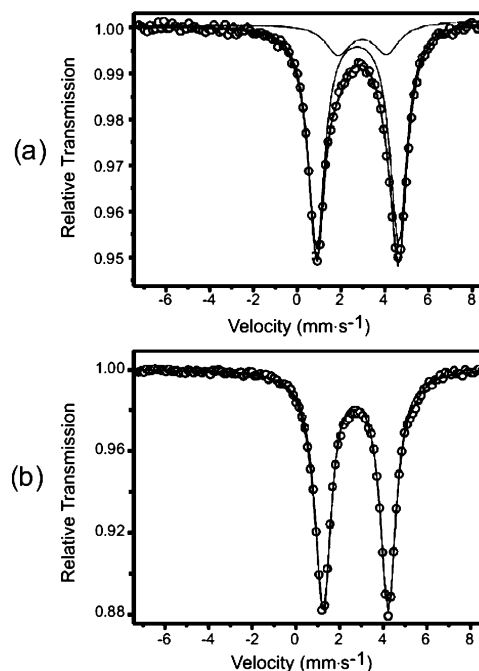 (a)
Relative Transmission
1.00
0.99
0.98
0.97
0.96
0.95
-6 -4 -2 0 2 4 6 8
Velocity (mm·s-1)
(b)
Relative Transmission
1.00
0.96
0.92
0.88
-6 -4 -2 0 2 4 6 8
Velocity (mm·s-1)